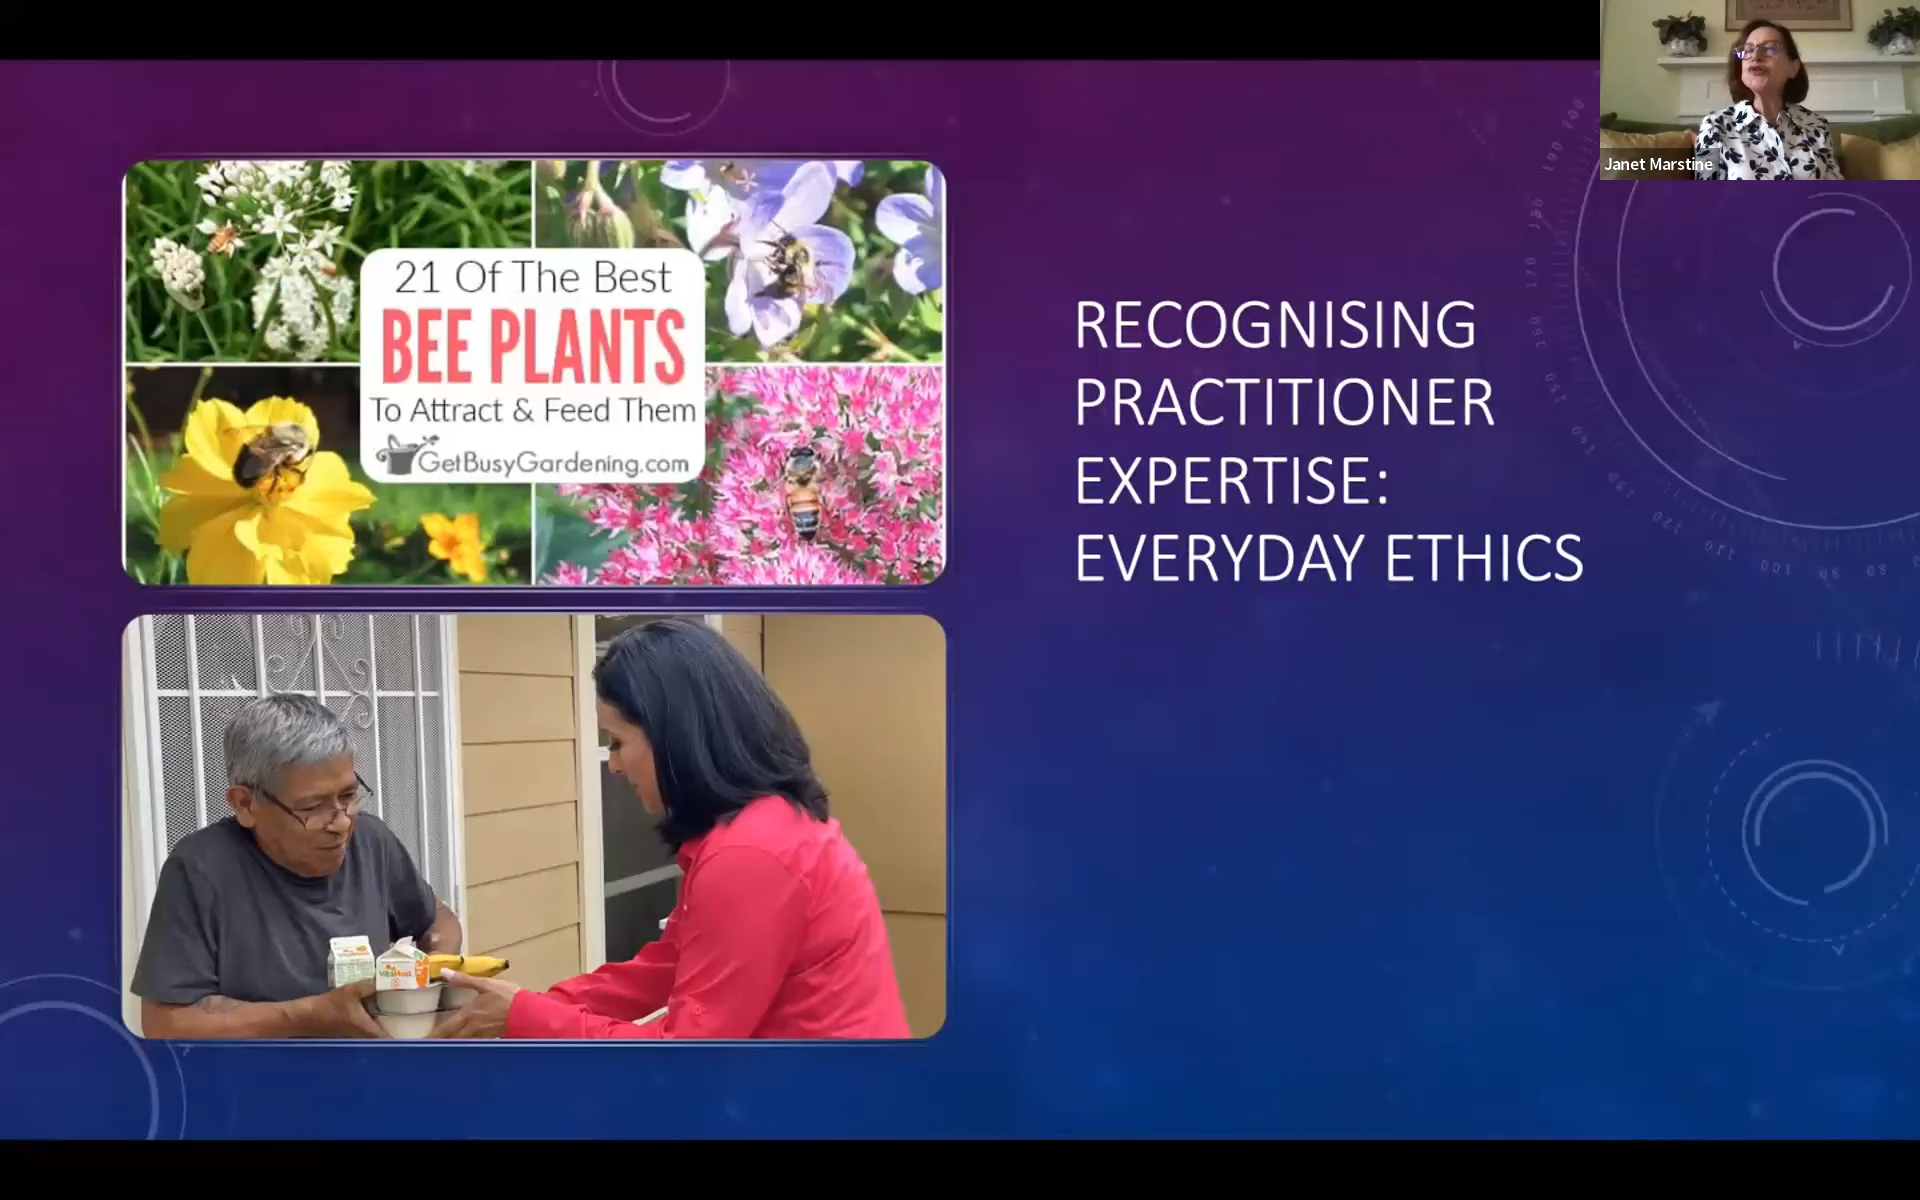 Janet Marstine
21 Of The Best
BEE PLANTS
To Attract & Feed Them
GetBusyGardening.com
RECOGNISING
PRACTITIONER
EXPERTISE:
EVERYDAY ETHICS